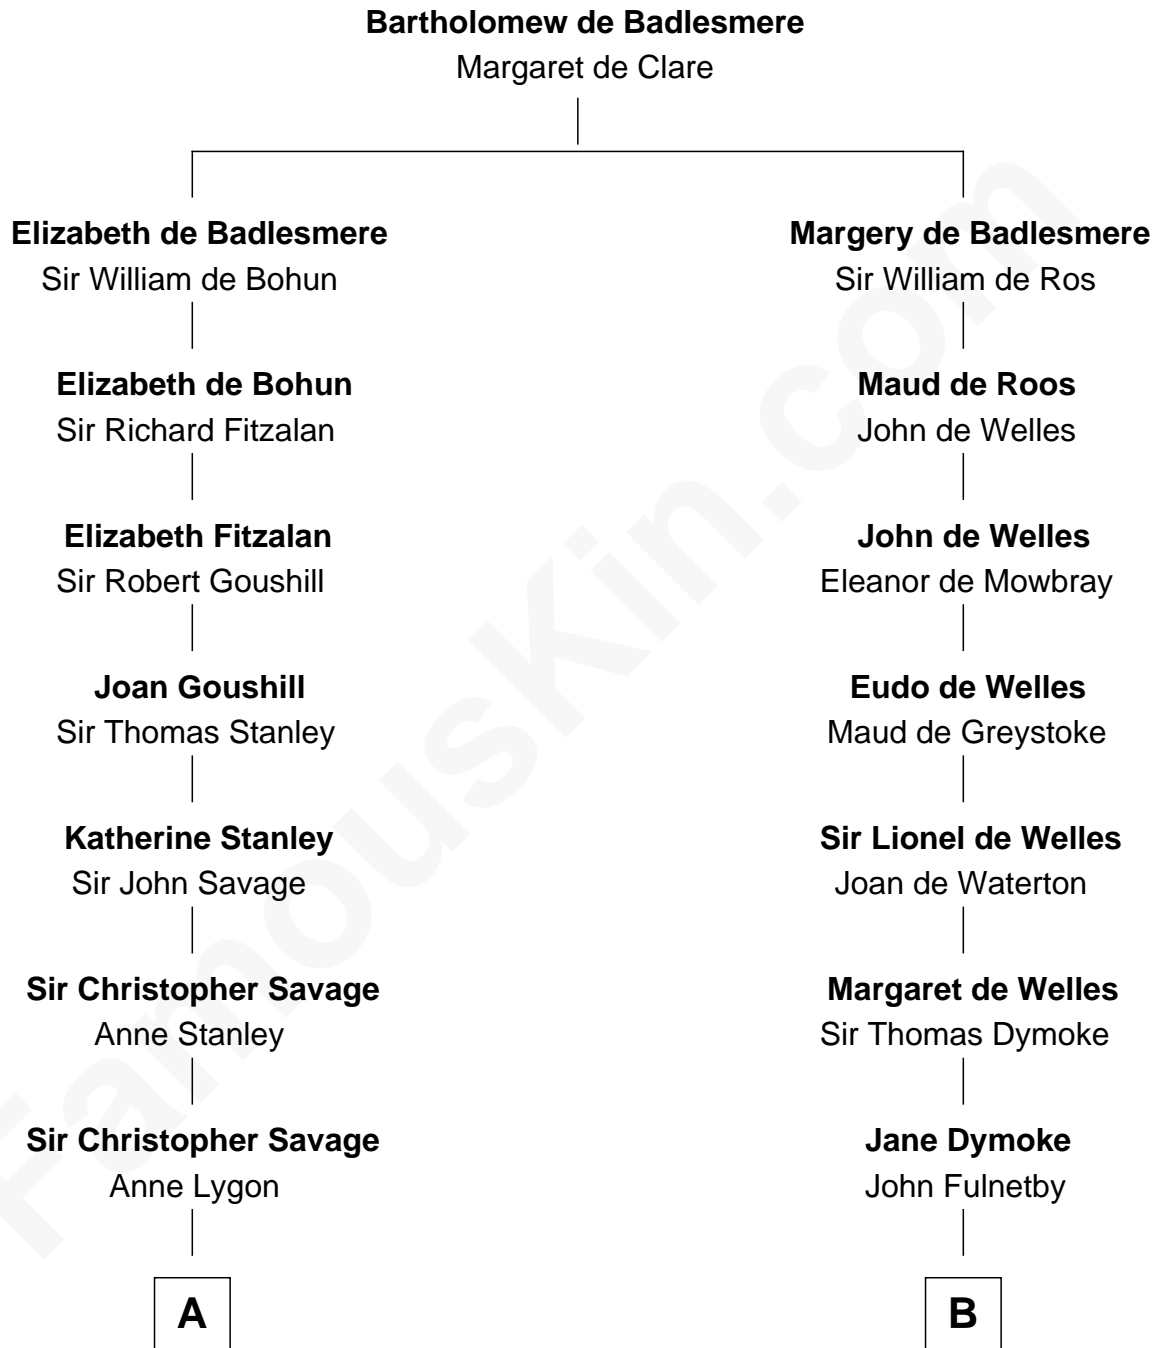 Bartholomew de Badlesmere
Margaret de Clare
Elizabeth de Badlesmere
Sir William de Bohun
Margery de Badlesmere
Sir William de Ros
Elizabeth de Bohun
Sir Richard Fitzalan
Maud de Roos
John de Welles
Elizabeth Fitzalan
Sir Robert Goushill
John de Welles
Eleanor de Mowbray
Joan Goushill
Sir Thomas Stanley
Eudo de Welles
Maud de Greystoke
Katherine Stanley
Sir John Savage
Sir Lionel de Welles
Joan de Waterton
Sir Christopher Savage
Anne Stanley
Margaret de Welles
Sir Thomas Dymoke
Sir Christopher Savage
Anne Lygon
Jane Dymoke
John Fulnetby
A
B
FamousKin.com